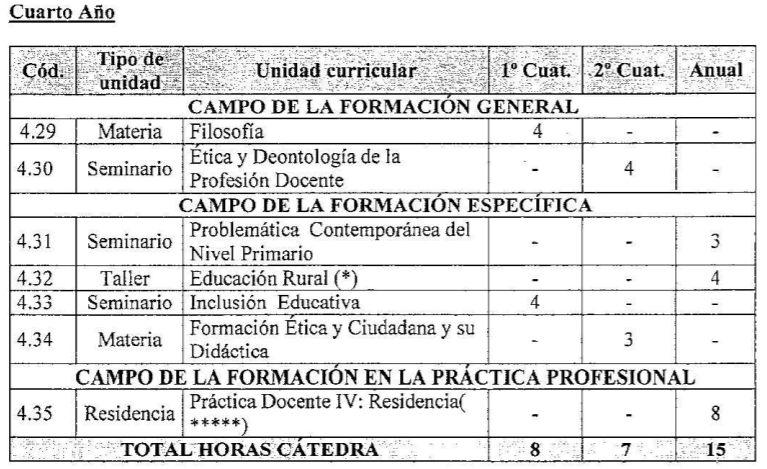 Cuarto Año
Cód. Tipo de unidad Unidad curricular 1º Cuat. 2º Cuat. Anual
CAMPO DE LA FORMACIÓN GENERAL
4.29 Materia Filosofía 4 - -
4.30 Seminario Ética y Deontología de la
Profesión Docente - 4 -
CAMPO DE LA FORMACIÓN ESPECÍFICA
4.31 Seminario Problemática Contemporánea del
Nivel Primario - - 3
4.32 Taller Educación Rural (*) - - 4
4.33 Seminario Inclusión Educativa 4 - -
4.34 Materia Formación Ética y Ciudadana y su
Didáctica - 3 -
CAMPO DE LA FORMACIÓN EN LA PRÁCTICA PROFESIONAL
4.35 Residencia Práctica Docente IV: Residencia(
*****) - - 8
TOTAL HORAS CÁTEDRA 8 7 15